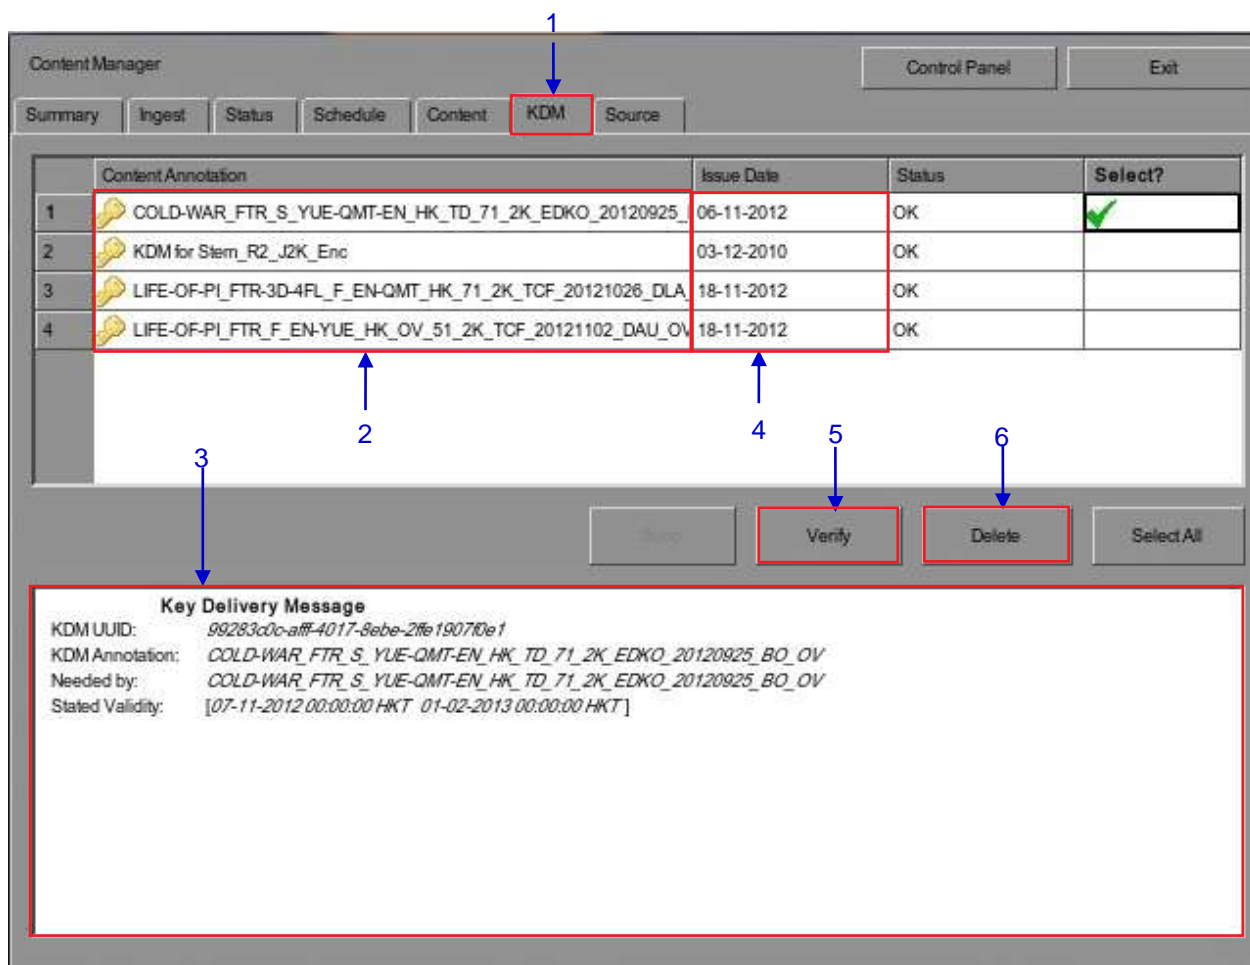 1
Content Manager Control Panel Exit
Summary Ingest Status Schedule Content KDM Source
Content Annotation Issue Date Status Select?
1 COLD-WAR_FTR_S_YUE-QMT-EN_HK_TD_71_2K_EDKO_20120925_ 06-11-2012 OK
2 KDM for Stem_R2_J2K_Enc 03-12-2010 OK
3 LIFE-OF-PI_FTR-3D-4FL_F_EN-QMT_HK_71_2K_TCF_20121026_DLA_ 18-11-2012 OK
4 LIFE-OF-PI_FTR_F_EN-YUE_HK_OV_51_2K_TCF_20121102_DAU_OV 18-11-2012 OK
2 4 5 6
3
Verify Delete Select All
Key Delivery Message
KDM UUID: 99283c0c-afff-4017-8ebe-2ffe1907f0e1
KDM Annotation: COLD-WAR_FTR_S_YUE-QMT-EN_HK_TD_71_2K_EDKO_20120925_BO_OV
Needed by: COLD-WAR_FTR_S_YUE-QMT-EN_HK_TD_71_2K_EDKO_20120925_BO_OV
Stated Validity: [07-11-2012 00:00:00 HKT 01-02-2013 00:00:00 HKT ]